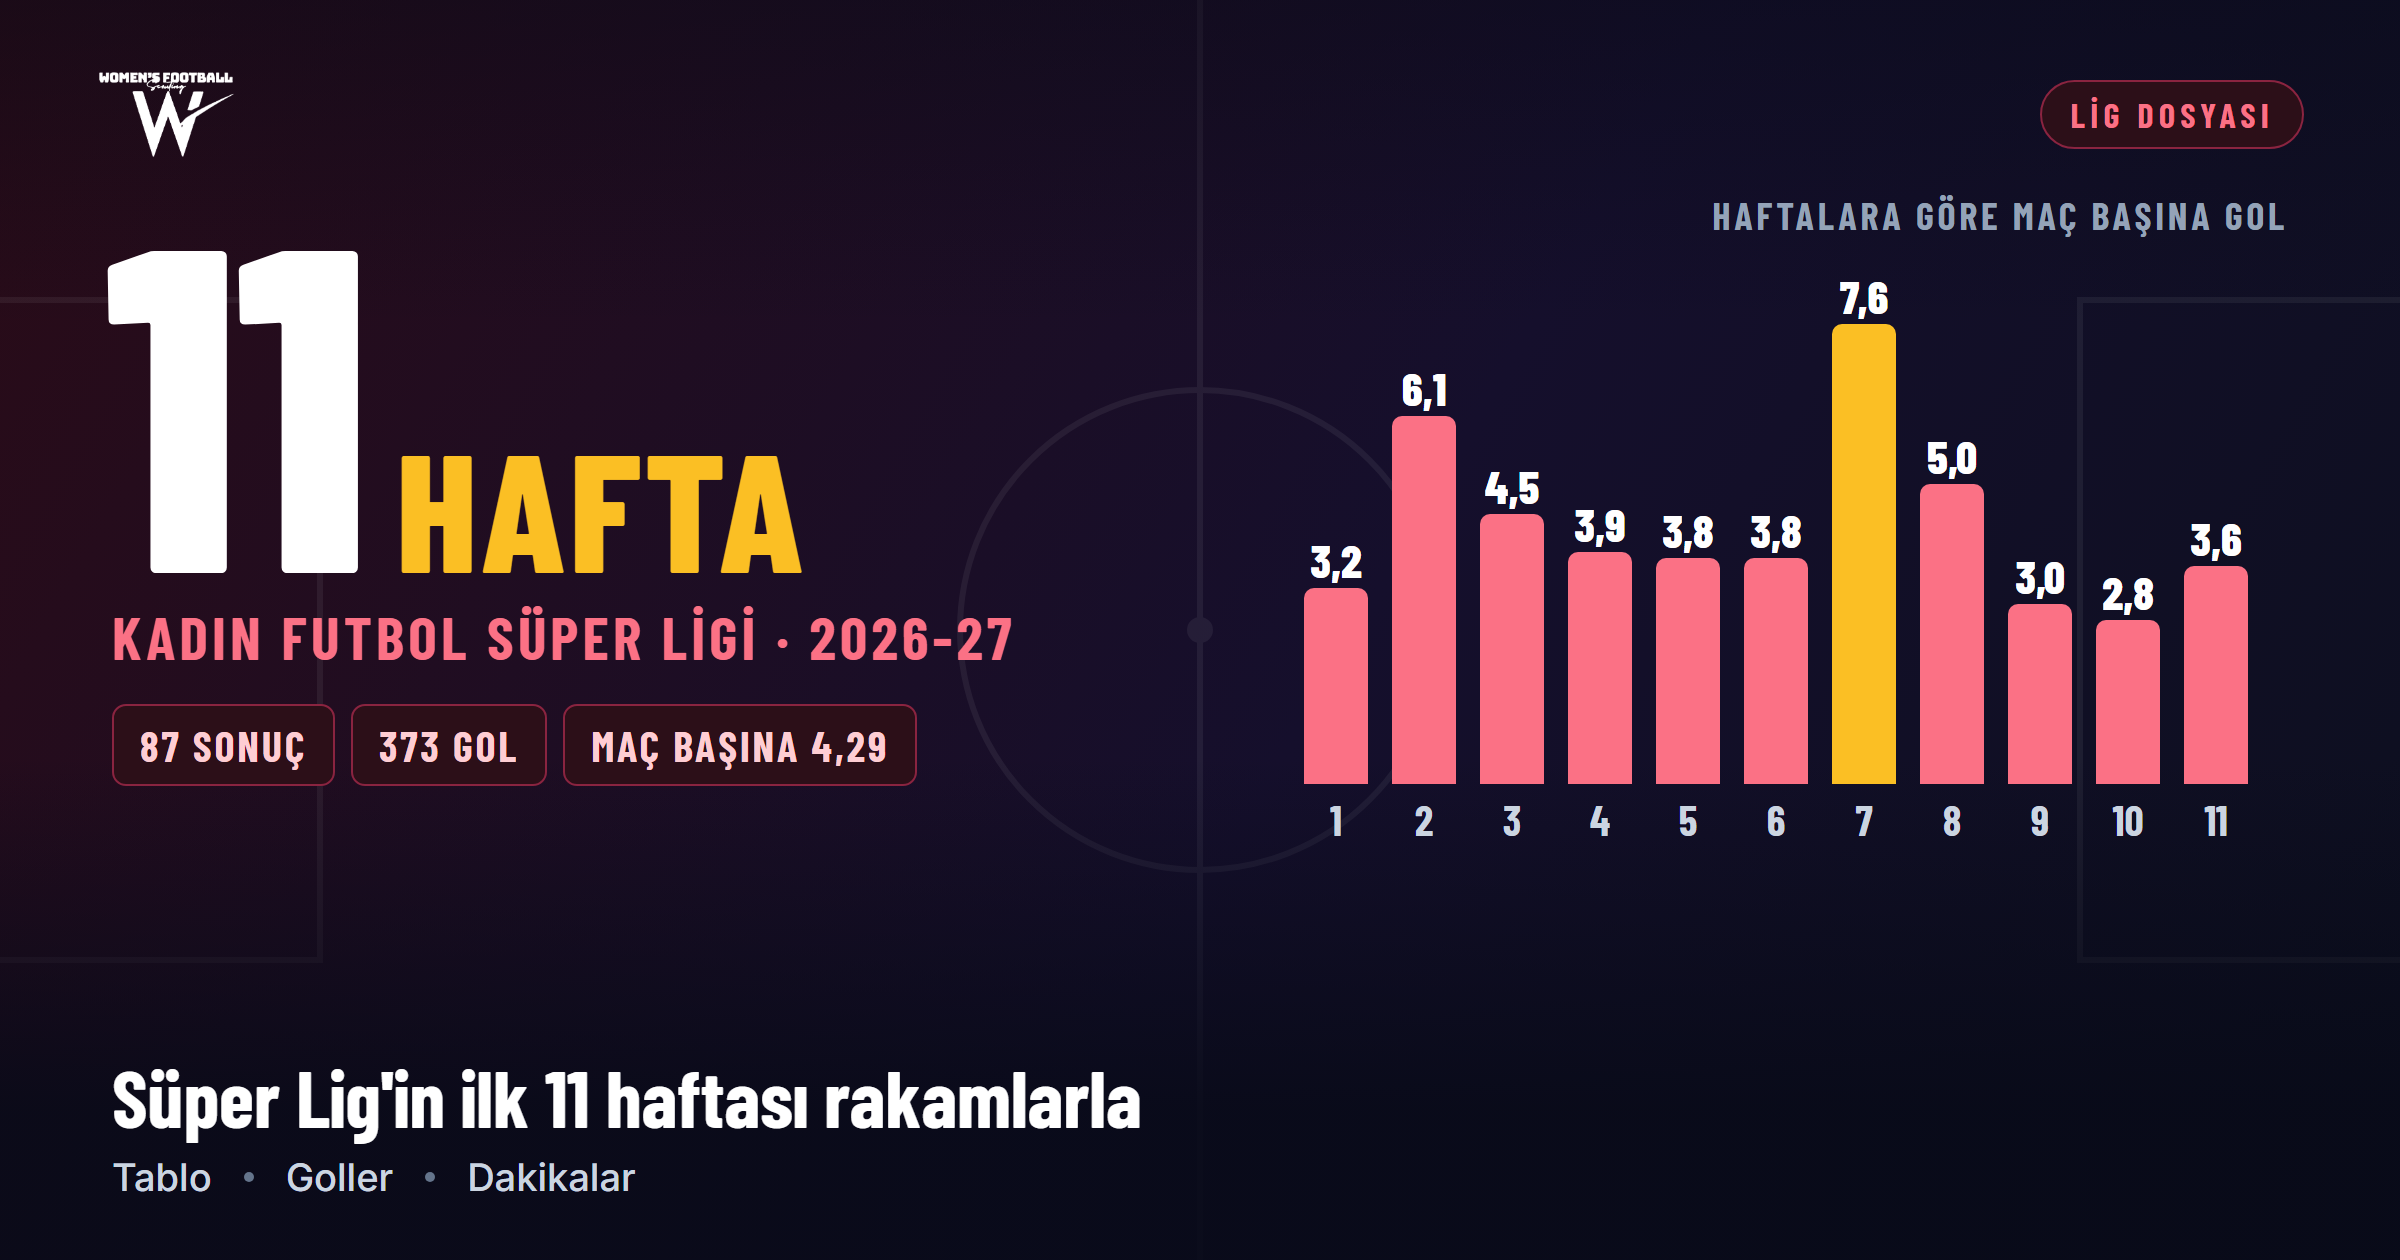 WOMEN'S FOOTBALL
LİG DOSYASI
HAFTALARA GÖRE MAÇ BAŞINA GOL
11 HAFTA
KADIN FUTBOL SÜPER LİGİ · 2026-27
87 SONUÇ
373 GOL
MAÇ BAŞINA 4,29
3,2 6,1 4,5 3,9 3,8 3,8 7,6 5,0 3,0 2,8 3,6
1 2 3 4 5 6 7 8 9 10 11
Süper Lig'in ilk 11 haftası rakamlarla
Tablo • Goller • Dakikalar